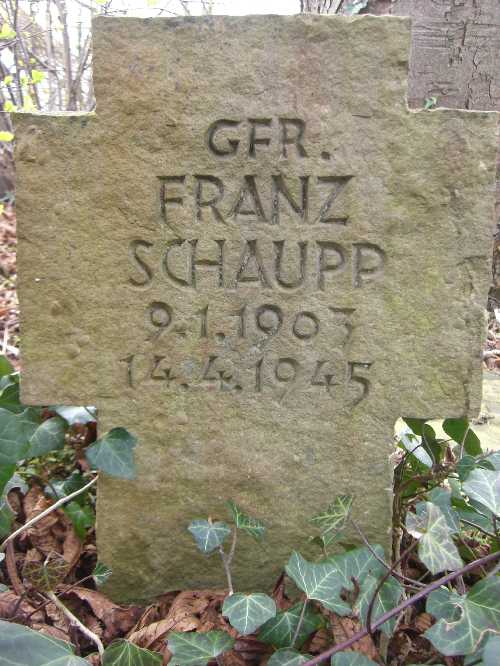 GFR.
FRANZ
SCHAUPP
9.1.1903
14.4.1945